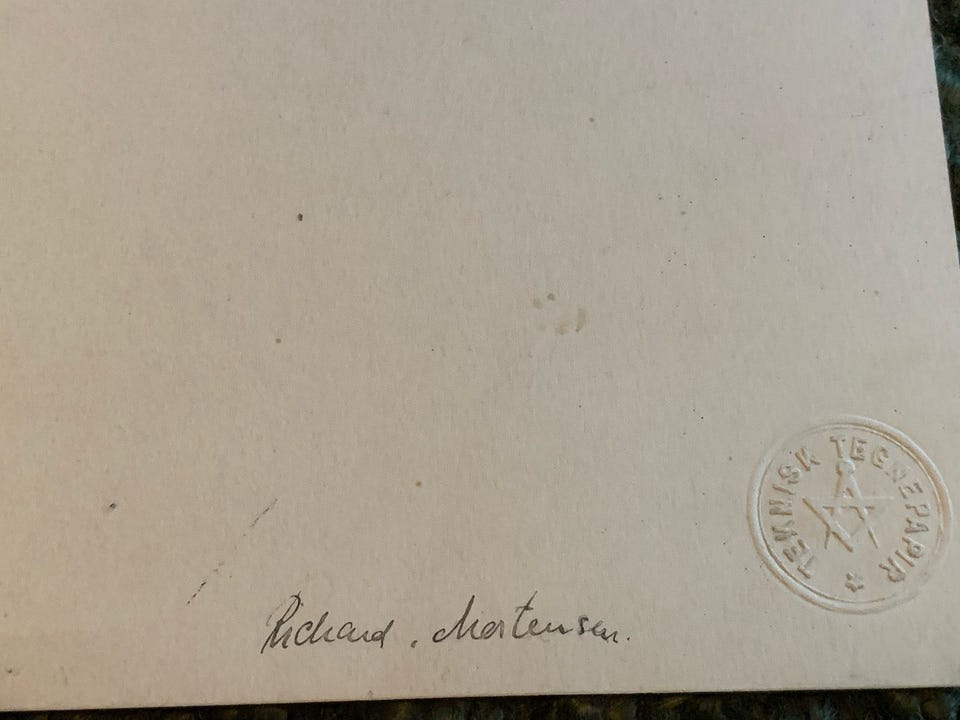 TEKNISK TEGNEPAPIR
Richard. Mortensen.